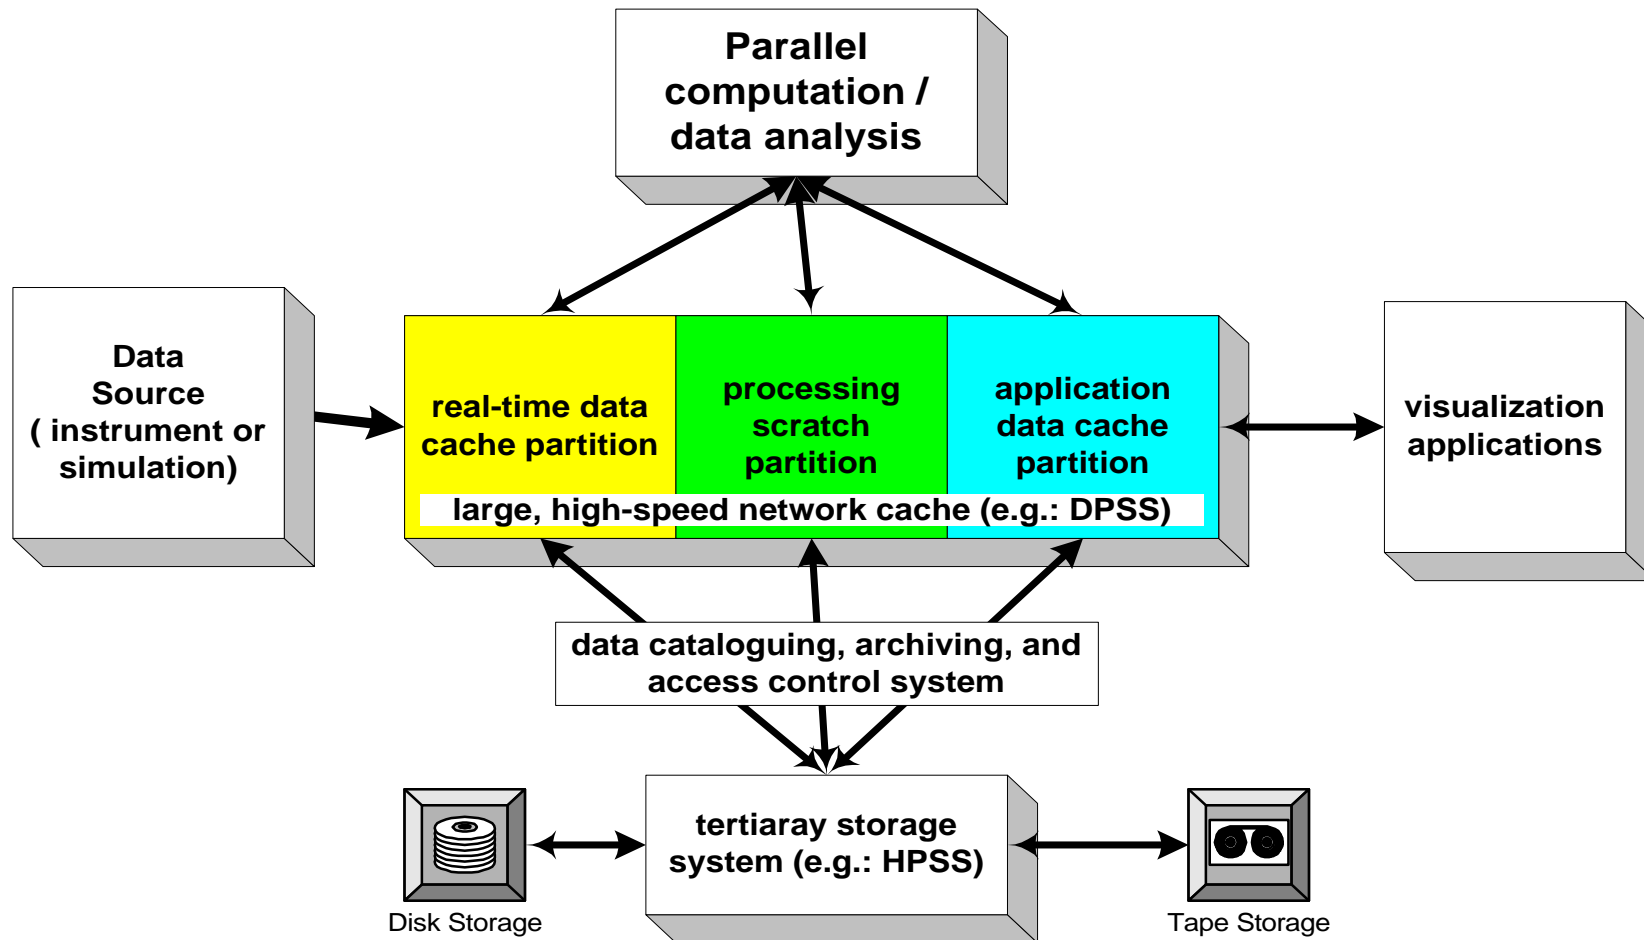 Parallel
computation /
data analysis
Data
Source
( instrument or
simulation)
real-time data
cache partition
processing
scratch
partition
application
data cache
partition
large, high-speed network cache (e.g.: DPSS)
visualization
applications
data cataloguing, archiving, and
access control system
tertiaray storage
system (e.g.: HPSS)
Disk Storage
Tape Storage